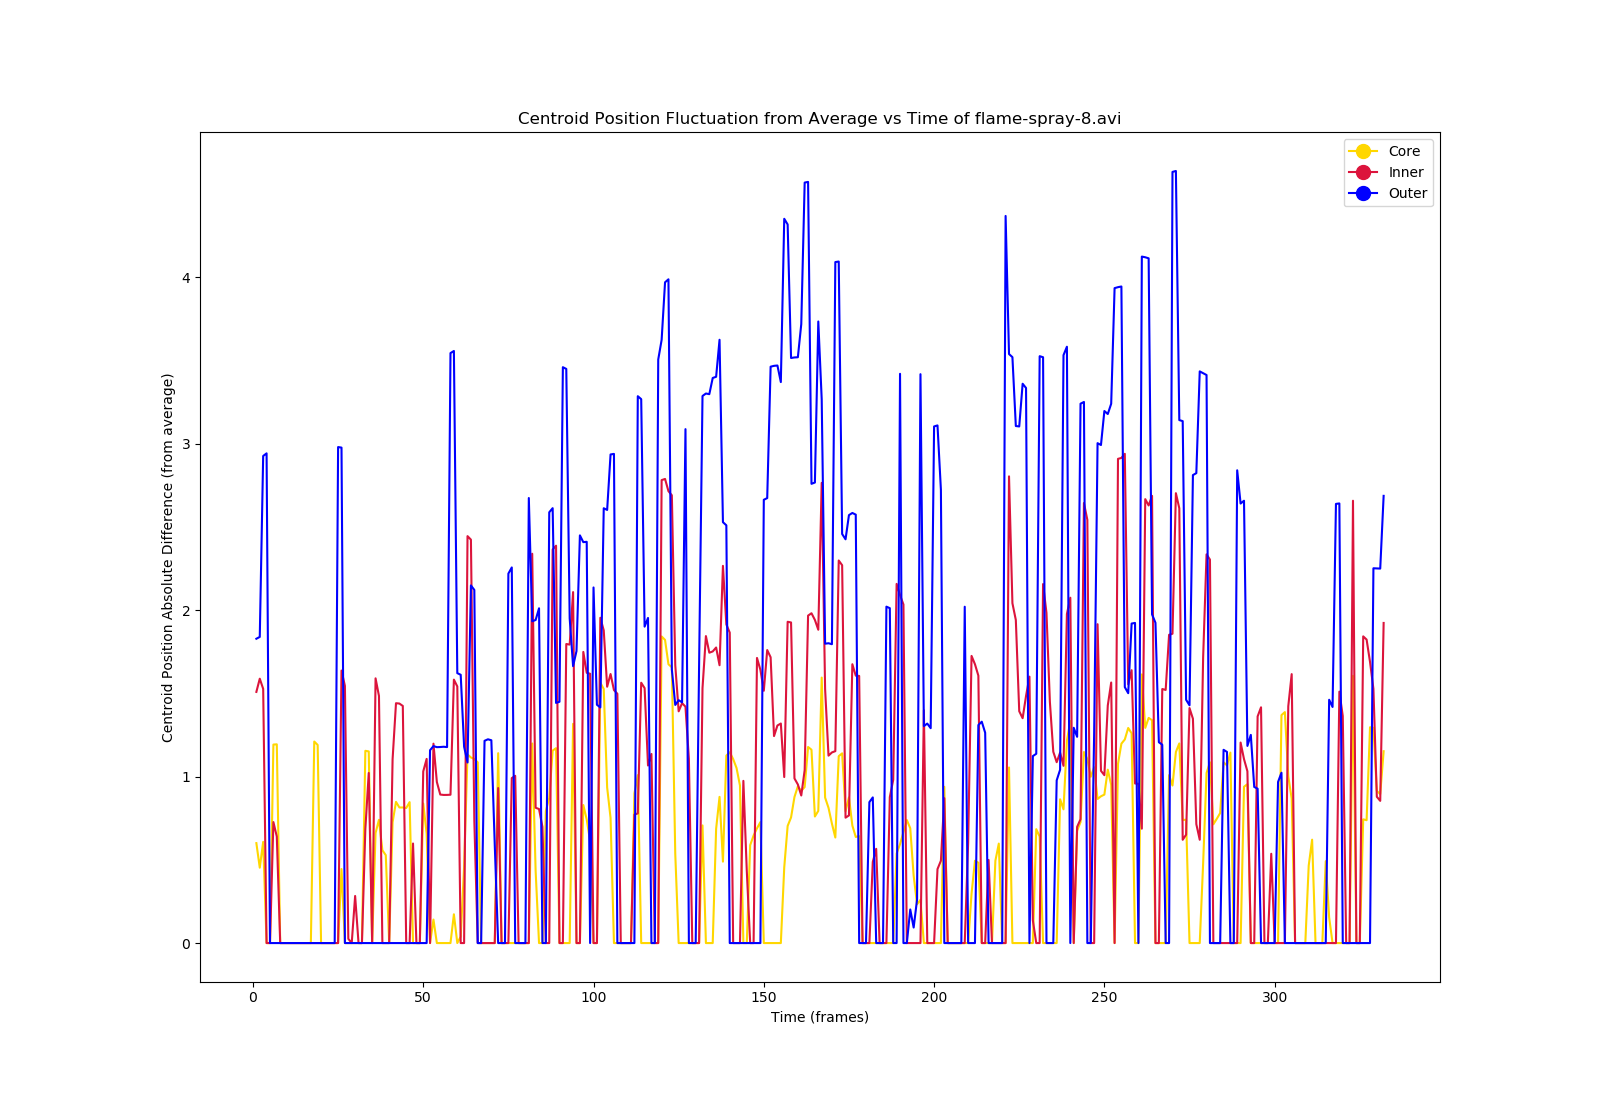 Centroid Position Fluctuation from Average vs Time of flame-spray-8.avi
Core
Inner
Outer
Centroid Position Absolute Difference (from average)
4
3
2
1
0
0 50 100 150 200 250 300
Time (frames)